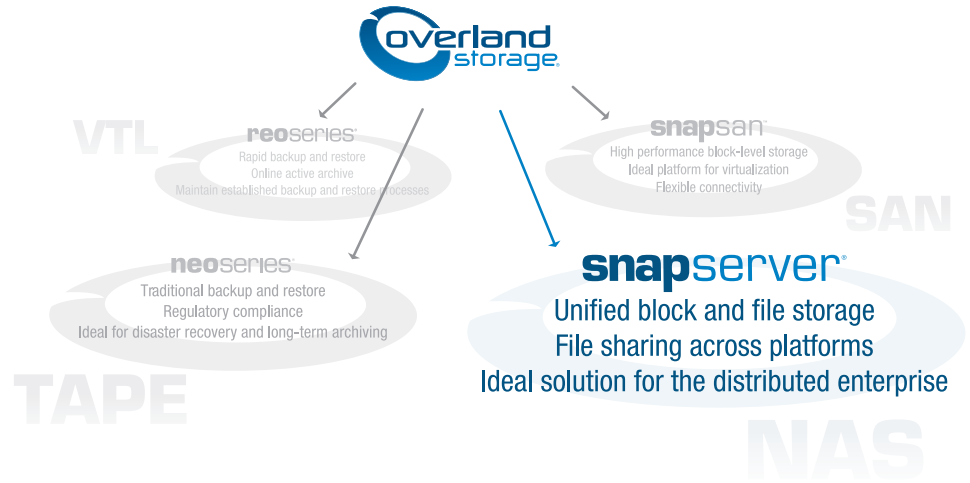 overland
storage®
VTL
reoseries®
Rapid backup and restore
Online active archive
Maintain established backup and restore processes
snapsan™
High performance block-level storage
Ideal platform for virtualization
Flexible connectivity
SAN
neoseries®
Traditional backup and restore
Regulatory compliance
Ideal for disaster recovery and long-term archiving
TAPE
snapserver®
Unified block and file storage
File sharing across platforms
Ideal solution for the distributed enterprise
NAS